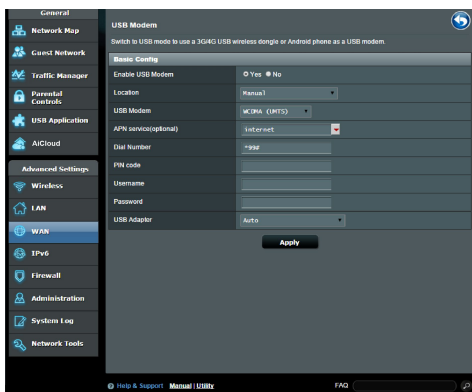 General
Network Map
Guest Network
Traffic Manager
Parental
Controls
USB Application
AiCloud
Advanced Settings
Wireless
LAN
WAN
IPv6
Firewall
Administration
System Log
Network Tools
USB Modem
Switch to USB mode to use a 3G/4G USB wireless dongle or Android phone as a USB modem.
Basic Config
Enable USB Modem Yes No
Location Manual
USB Modem WCDMA (UMTS)
APN service(optional) internet
Dial Number *99#
PIN code
Username
Password
USB Adapter Auto
Apply
Help & Support Manual | Utility FAQ